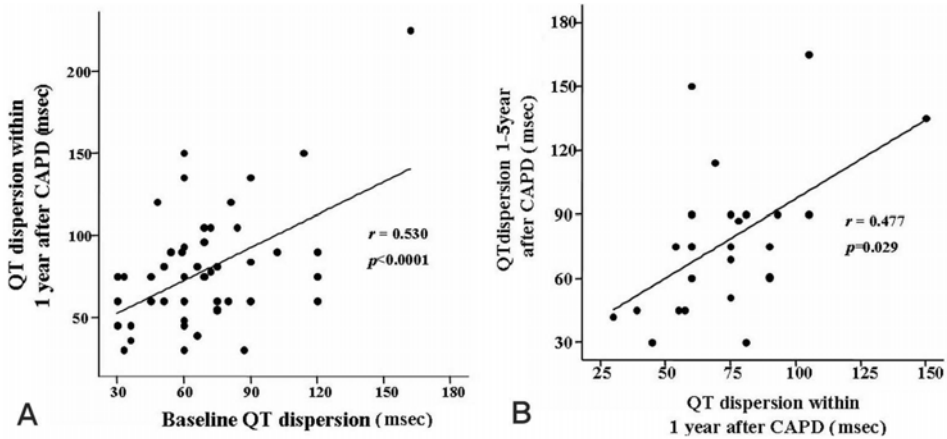 QT dispersion within
1 year after CAPD (msec)
200
150
100
50
30
60
90
120
150
180
r = 0.530
p<0.0001
Baseline QT dispersion (msec)
A
QTdispersion 1-5year
after CAPD (msec)
180
150
120
90
60
30
25
50
75
100
125
150
r = 0.477
p=0.029
QT dispersion within
1 year after CAPD (msec)
B